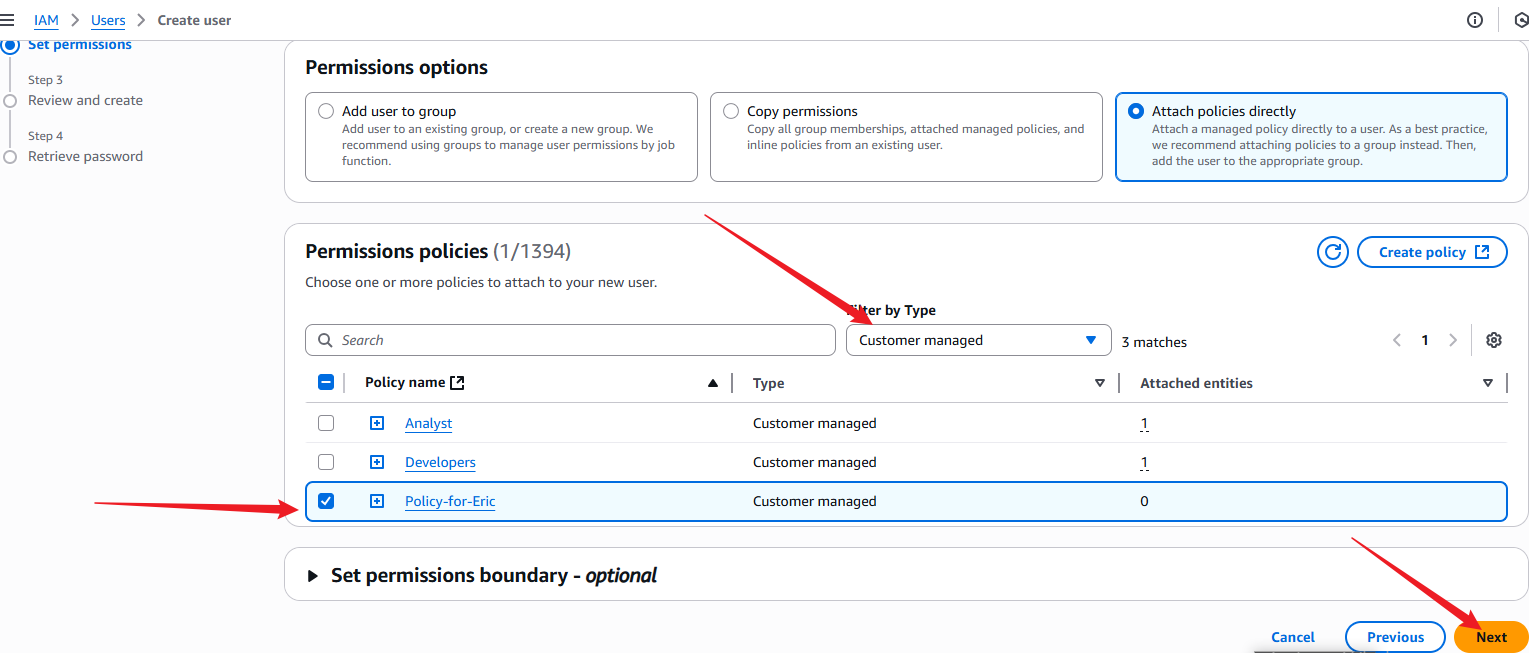 IAM > Users > Create user
Set permissions
Step 3
Review and create
Step 4
Retrieve password
Permissions options
Add user to group
Add user to an existing group, or create a new group. We
recommend using groups to manage user permissions by job
function.
Copy permissions
Copy all group memberships, attached managed policies, and
inline policies from an existing user.
Attach policies directly
Attach a managed policy directly to a user. As a best practice,
we recommend attaching policies to a group instead. Then,
add the user to the appropriate group.
Permissions policies (1/1394)
Create policy
Choose one or more policies to attach to your new user.
Filter by Type
Search
Customer managed
3 matches
1
Policy name
Type
Attached entities
Analyst
Customer managed
1
Developers
Customer managed
1
Policy-for-Eric
Customer managed
0
Set permissions boundary - optional
Cancel
Previous
Next